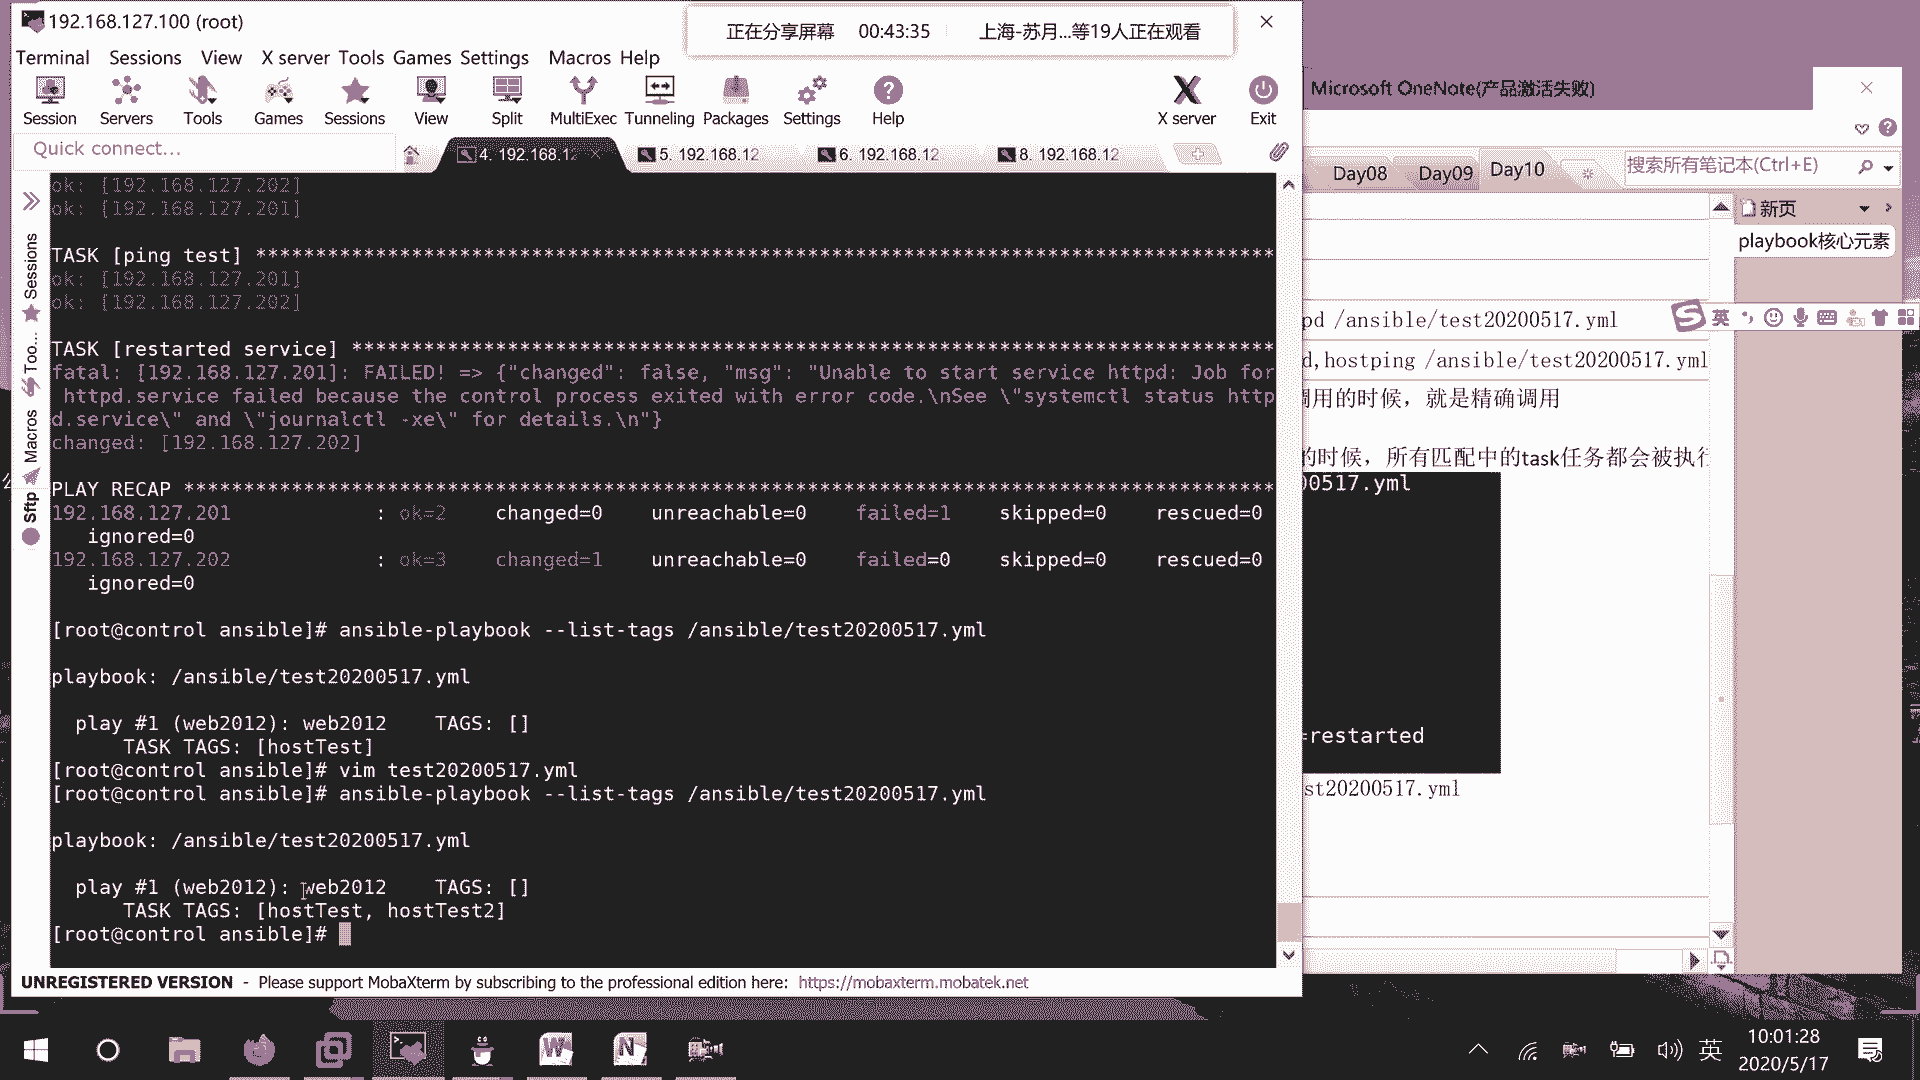 192.168.127.100 (root)
正在分享屏幕 00:43:35 上海-苏月...等19人正在观看
Terminal Sessions View X server Tools Games Settings Macros Help
Session Servers Tools Games Sessions View Split MultiExec Tunneling Packages Settings Help X server Exit
Quick connect...
4. 192.168.12 5. 192.168.12 6. 192.168.12 8. 192.168.12
Sessions
Too...
Macros
Sftp
ok: [192.168.127.202]
ok: [192.168.127.201]
TASK [ping test] *************************************************************************************
ok: [192.168.127.201]
ok: [192.168.127.202]
TASK [restarted service] *****************************************************************************
fatal: [192.168.127.201]: FAILED! => {"changed": false, "msg": "Unable to start service httpd: Job for
httpd.service failed because the control process exited with error code.\nSee \"systemctl status http
d.service\" and \"journalctl -xe\" for details.\n"}
changed: [192.168.127.202]
PLAY RECAP *******************************************************************************************
192.168.127.201 : ok=2 changed=0 unreachable=0 failed=1 skipped=0 rescued=0
ignored=0
192.168.127.202 : ok=3 changed=1 unreachable=0 failed=0 skipped=0 rescued=0
ignored=0
[root@control ansible]# ansible-playbook --list-tags /ansible/test20200517.yml
playbook: /ansible/test20200517.yml
play #1 (web2012): web2012 TAGS: []
TASK TAGS: [hostTest]
[root@control ansible]# vim test20200517.yml
[root@control ansible]# ansible-playbook --list-tags /ansible/test20200517.yml
playbook: /ansible/test20200517.yml
play #1 (web2012): web2012 TAGS: []
TASK TAGS: [hostTest, hostTest2]
[root@control ansible]#
UNREGISTERED VERSION - Please support MobaXterm by subscribing to the professional edition here: https://mobaxterm.mobatek.net
Microsoft OneNote(产品激活失败)
Day08 Day09 Day10 搜索所有笔记本(Ctrl+E)
新页
playbook核心元素
英
pd /ansible/test20200517.yml
d,hostping /ansible/test20200517.yml
调用的时候，就是精确调用
的时候，所有匹配中的task任务都会被执行
00517.yml
=restarted
st20200517.yml
英 10:01:28
2020/5/17